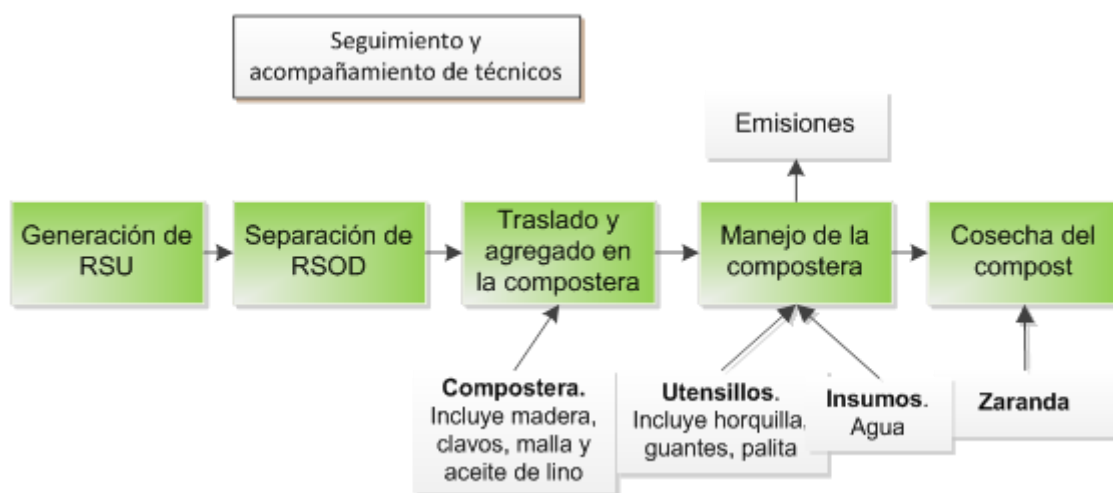 Seguimiento y
acompañamiento de técnicos
Emisiones
Generación de
RSU
Separación de
RSOD
Traslado y
agregado en
la compostera
Manejo de la
compostera
Cosecha del
compost
Compostera.
Incluye madera,
clavos, malla y
aceite de lino
Utensillos.
Incluye horquilla,
guantes, palita
Insumos.
Agua
Zaranda